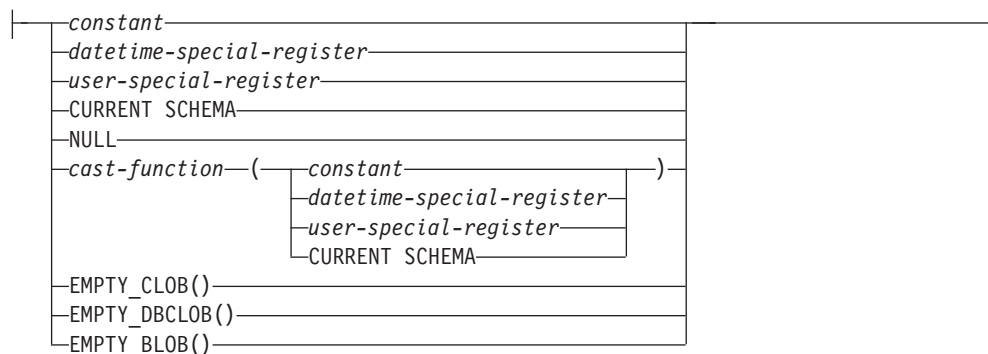 constant
datetime-special-register
user-special-register
CURRENT SCHEMA
NULL
cast-function ( constant )
datetime-special-register
user-special-register
CURRENT SCHEMA
EMPTY_CLOB()
EMPTY_DBCLOB()
EMPTY_BLOB()